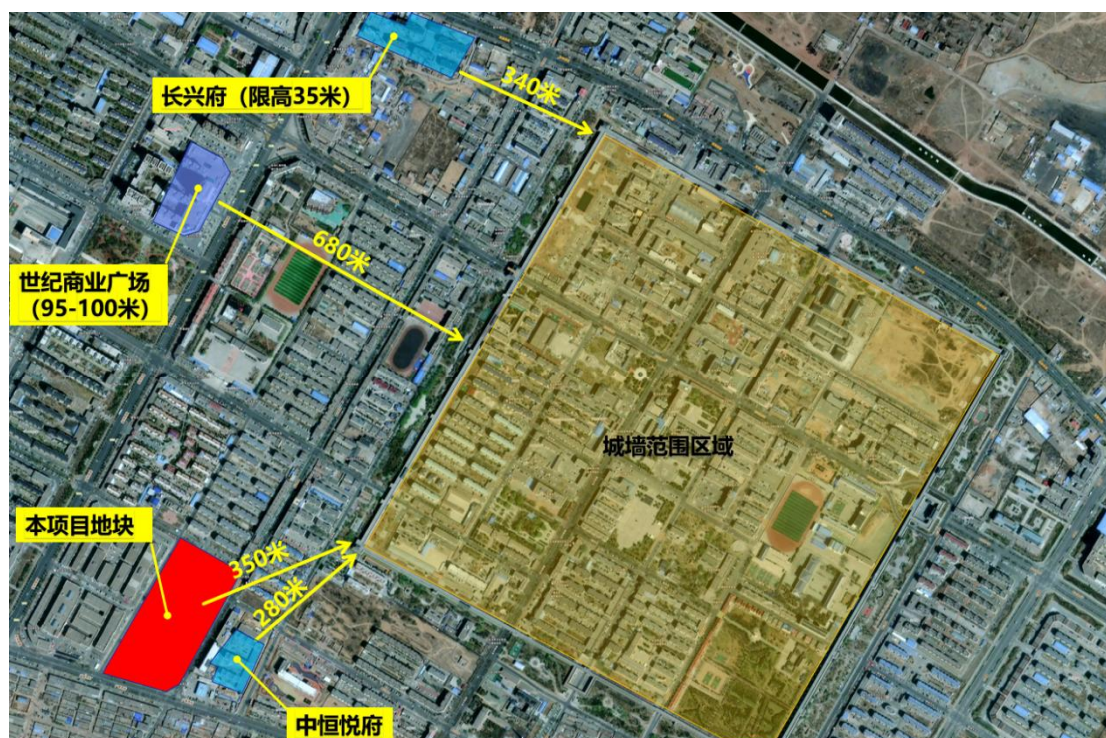 340米
长兴府（限高35米）
680米
世纪商业广场
（95-100米）
城墙范围区域
本项目地块
350米
280米
中恒悦府